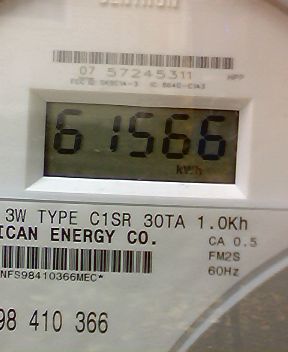 07 57245311 HPP
61566
kWh
3W TYPE C1SR 30TA 1.0Kh
ICAN ENERGY CO.
CA 0.5
FM2S
60Hz
NFS98410366MEC*
98 410 366